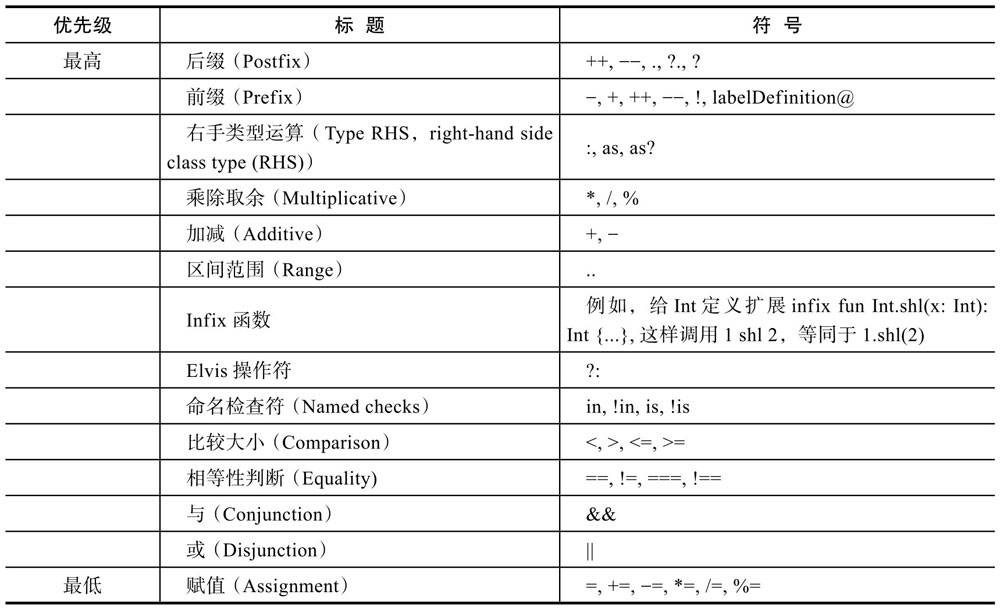 优先级 标 题 符 号
最高 后缀（Postfix） ++, −−, ., ?., ?
前缀（Prefix） −, +, ++, −−, !, labelDefinition@
右手类型运算（Type RHS，right-hand side
class type (RHS)） :, as, as?
乘除取余（Multiplicative） *, /, %
加减（Additive） +, −
区间范围（Range） ..
Infix 函数 例如，给 Int 定义扩展 infix fun Int.shl(x: Int):
Int {...}, 这样调用 1 shl 2，等同于 1.shl(2)
Elvis 操作符 ?:
命名检查符（Named checks） in, !in, is, !is
比较大小（Comparison） <, >, <=, >=
相等性判断（Equality) ==, !=, ===, !==
与（Conjunction） &&
或（Disjunction） ||
最低 赋值（Assignment） =, +=, −=, *=, /=, %=